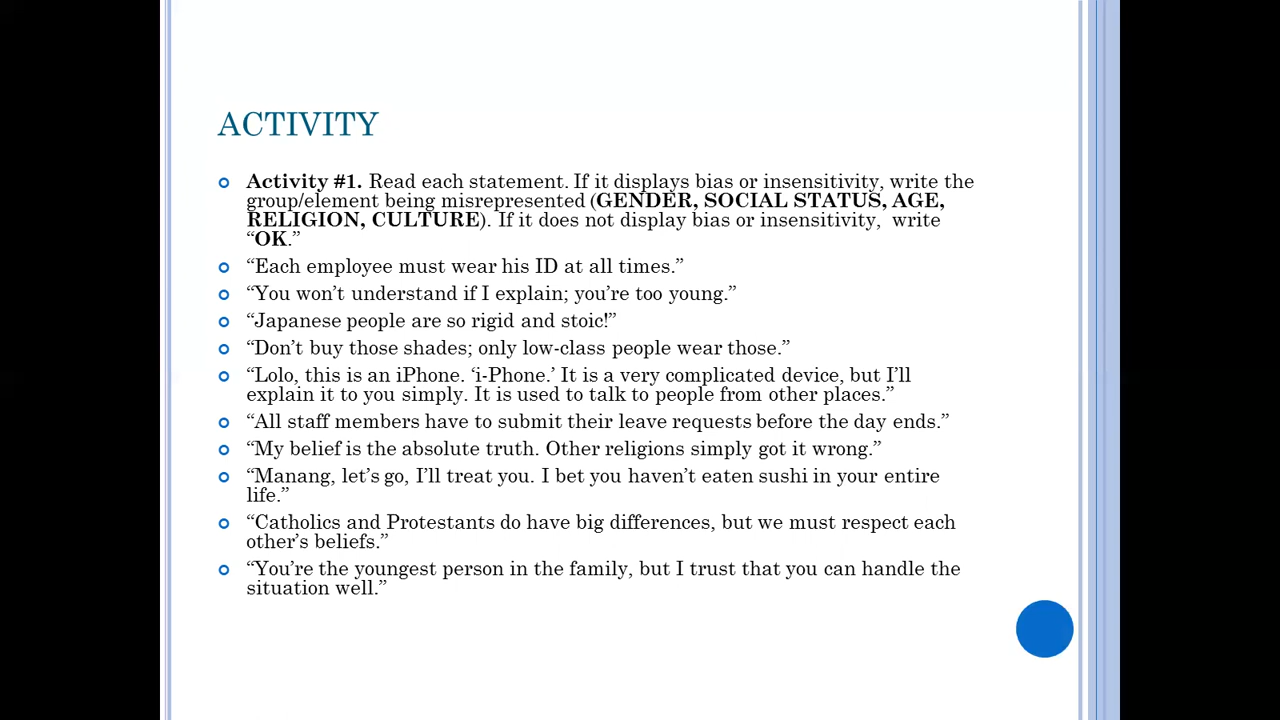 ACTIVITY
Activity #1. Read each statement. If it displays bias or insensitivity, write the
group/element being misrepresented (GENDER, SOCIAL STATUS, AGE,
RELIGION, CULTURE). If it does not display bias or insensitivity,  write
“OK.”
“Each employee must wear his ID at all times.”
“You won’t understand if I explain; you’re too young.”
“Japanese people are so rigid and stoic!”
“Don’t buy those shades; only low-class people wear those.”
“Lolo, this is an iPhone. ‘i-Phone.’ It is a very complicated device, but I’ll
explain it to you simply. It is used to talk to people from other places.”
“All staff members have to submit their leave requests before the day ends.”
“My belief is the absolute truth. Other religions simply got it wrong.”
“Manang, let’s go, I’ll treat you. I bet you haven’t eaten sushi in your entire
life.”
“Catholics and Protestants do have big differences, but we must respect each
other’s beliefs.”
“You’re the youngest person in the family, but I trust that you can handle the
situation well.”